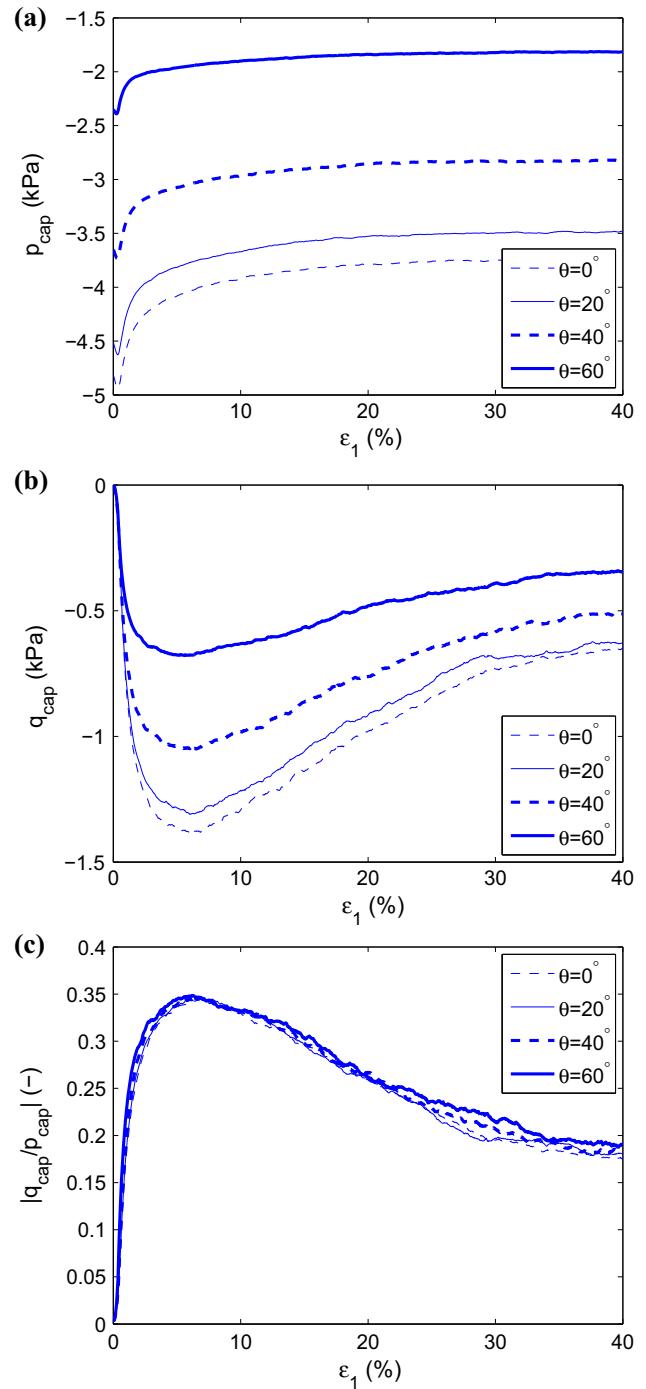 (a)
−1.5
−2
−2.5
−3
−3.5
−4
−4.5
−5
p_cap (kPa)
0 10 20 30 40
ε_1 (%)
θ=0°
θ=20°
θ=40°
θ=60°
(b)
0
−0.5
−1
−1.5
q_cap (kPa)
0 10 20 30 40
ε_1 (%)
θ=0°
θ=20°
θ=40°
θ=60°
(c)
0.4
0.35
0.3
0.25
0.2
0.15
0.1
0.05
0
|q_cap/p_cap| (−)
0 10 20 30 40
ε_1 (%)
θ=0°
θ=20°
θ=40°
θ=60°